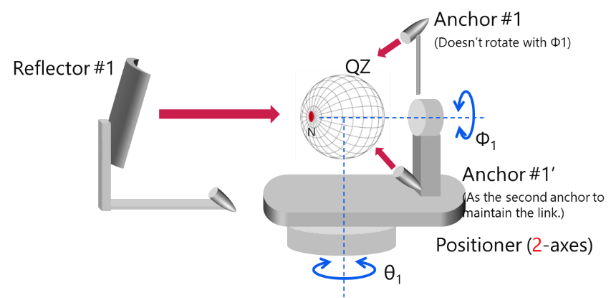 Anchor #1
(Doesn't rotate with Φ1)
Reflector #1
QZ
N
Φ1
Anchor #1'
(As the second anchor to
maintain the link.)
Positioner (2-axes)
θ1